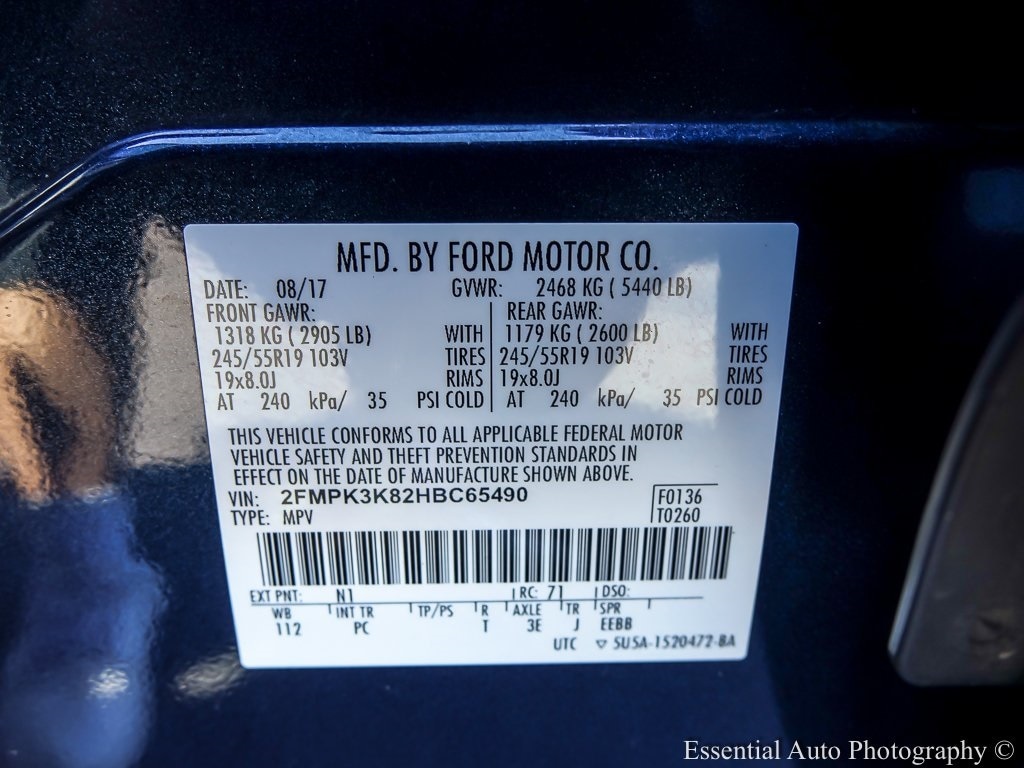 MFD. BY FORD MOTOR CO.
DATE: 08/17 GVWR: 2468 KG ( 5440 LB)
FRONT GAWR: REAR GAWR:
1318 KG ( 2905 LB) WITH 1179 KG ( 2600 LB) WITH
245/55R19 103V TIRES 245/55R19 103V TIRES
19x8.0J RIMS 19x8.0J RIMS
AT 240 kPa/ 35 PSI COLD AT 240 kPa/ 35 PSI COLD
THIS VEHICLE CONFORMS TO ALL APPLICABLE FEDERAL MOTOR
VEHICLE SAFETY AND THEFT PREVENTION STANDARDS IN
EFFECT ON THE DATE OF MANUFACTURE SHOWN ABOVE.
VIN: 2FMPK3K82HBC65490 F0136
TYPE: MPV T0260
EXT PNT: N1 RC: 71 DSO:
WB INT TR TP/PS R AXLE TR SPR
112 PC T 3E J EEBB
UTC ▽ 5U5A-1520472-BA
Essential Auto Photography ©